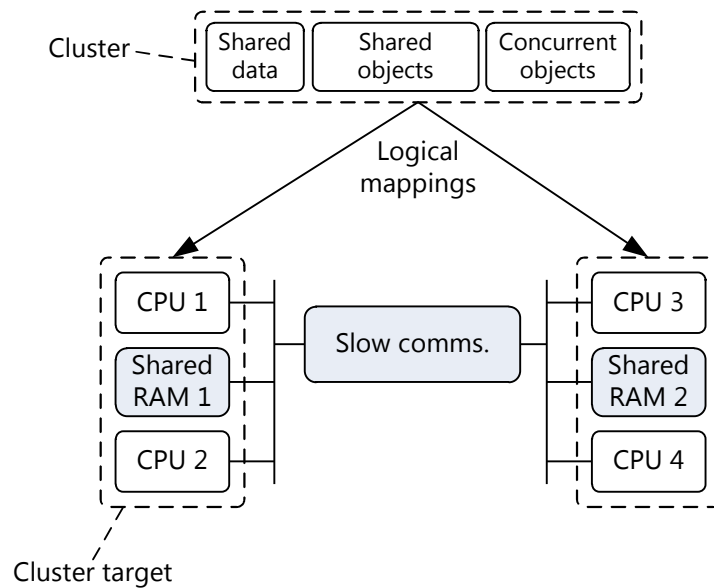 Cluster
Shared
data
Shared
objects
Concurrent
objects
Logical
mappings
CPU 1
Shared
RAM 1
CPU 2
Slow comms.
CPU 3
Shared
RAM 2
CPU 4
Cluster target